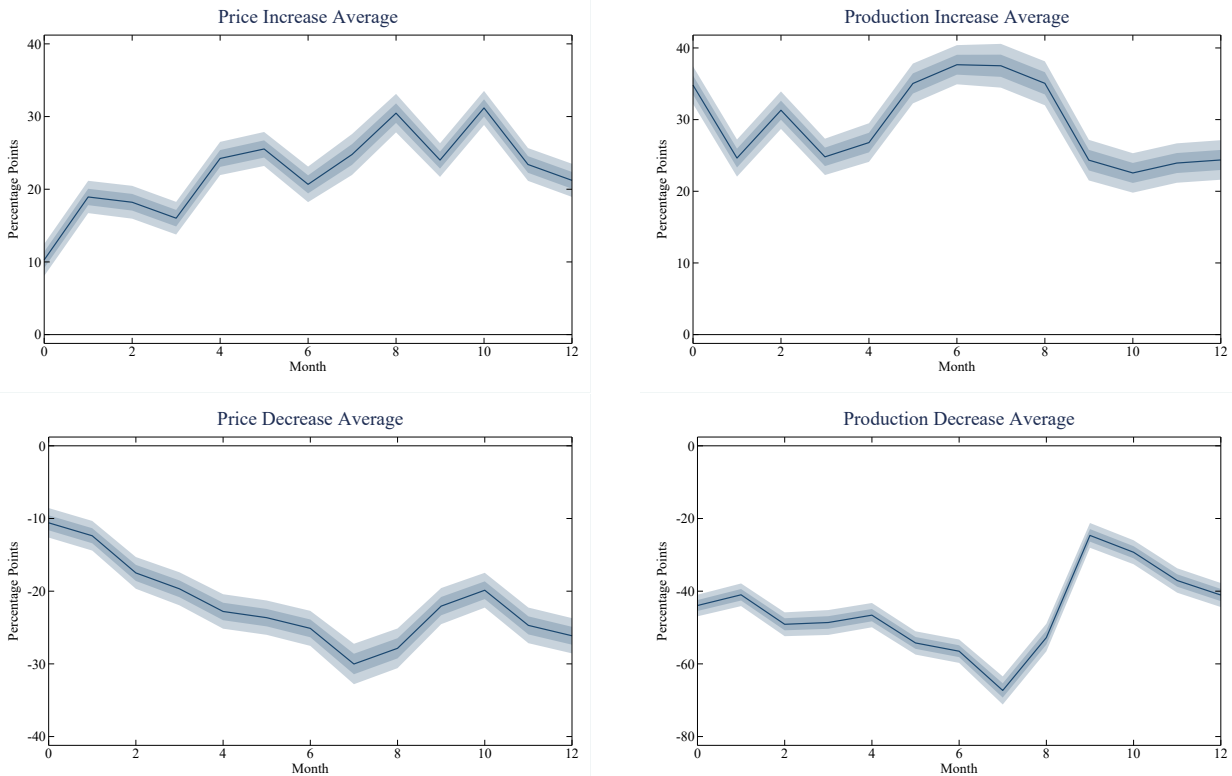 Price Increase Average
Percentage Points
40
30
20
10
0
0 2 4 6 8 10 12
Month
Production Increase Average
Percentage Points
40
30
20
10
0
0 2 4 6 8 10 12
Month
Price Decrease Average
Percentage Points
0
-10
-20
-30
-40
0 2 4 6 8 10 12
Month
Production Decrease Average
Percentage Points
0
-20
-40
-60
-80
0 2 4 6 8 10 12
Month